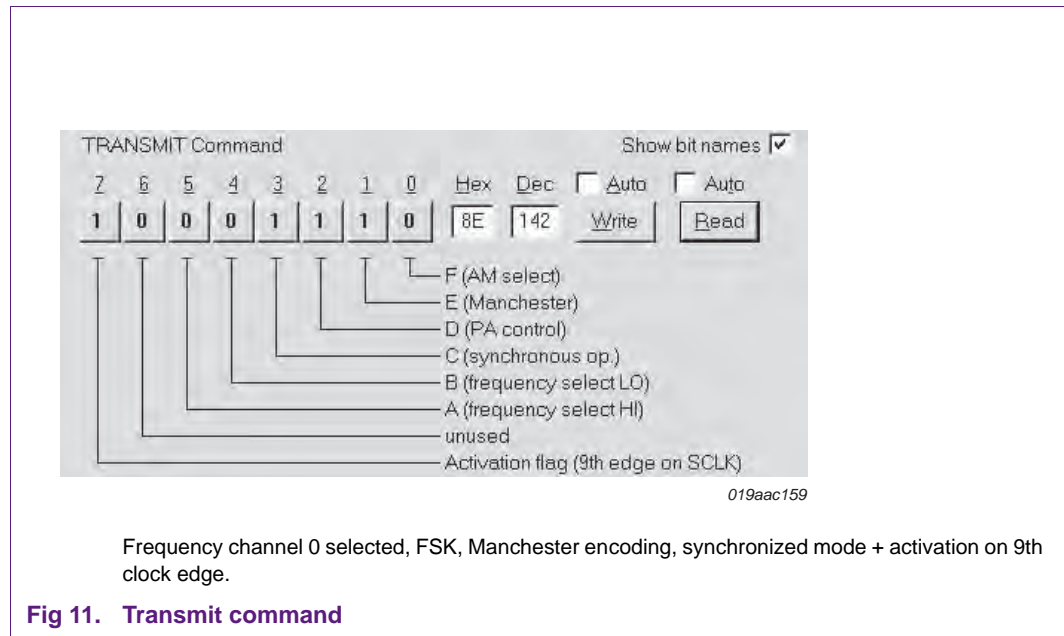 TRANSMIT Command Show bit names
7 6 5 4 3 2 1 0 Hex Dec Auto Auto
1 0 0 0 1 1 1 0 8E 142 Write Read
F (AM select)
E (Manchester)
D (PA control)
C (synchronous op.)
B (frequency select LO)
A (frequency select HI)
unused
Activation flag (9th edge on SCLK)
019aac159
Frequency channel 0 selected, FSK, Manchester encoding, synchronized mode + activation on 9th
clock edge.
Fig 11. Transmit command